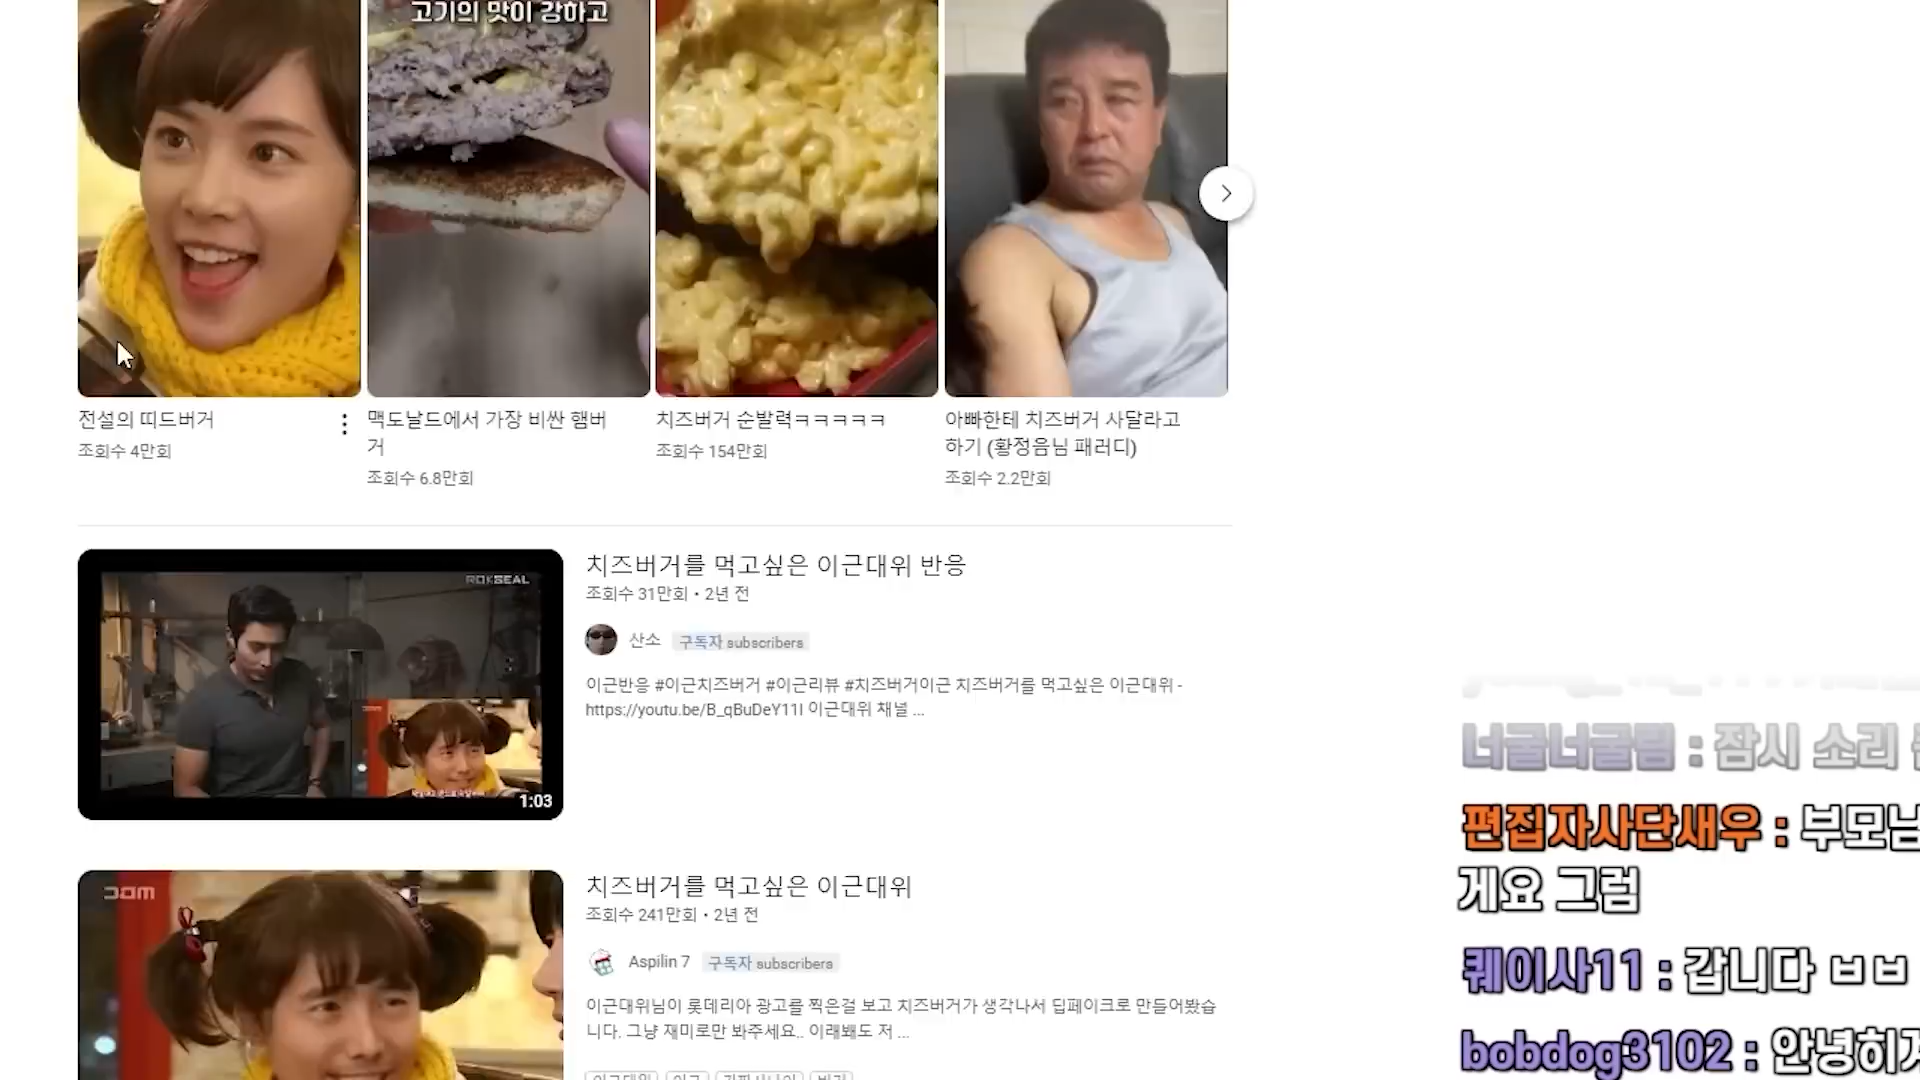 고기의 맛이 강하고
전설의 띠드버거
조회수 4만회
맥도날드에서 가장 비싼 햄버
거
조회수 6.8만회
치즈버거 순발력ㅋㅋㅋㅋㅋ
조회수 154만회
아빠한테 치즈버거 사달라고
하기 (황정음님 패러디)
조회수 2.2만회
ROKSEAL
1:03
치즈버거를 먹고싶은 이근대위 반응
조회수 31만회 • 2년 전
산소 구독자 subscribers
이근반응 #이근치즈버거 #이근리뷰 #치즈버거이근 치즈버거를 먹고싶은 이근대위 -
https://youtu.be/B_qBuDeY11I 이근대위 채널 ...
치즈버거를 먹고싶은 이근대위
조회수 241만회 • 2년 전
Aspilin 7 구독자 subscribers
이근대위님이 롯데리아 광고를 찍은걸 보고 치즈버거가 생각나서 딥페이크로 만들어봤습
니다. 그냥 재미로만 봐주세요.. 이래봬도 저 ...
너굴너굴림 : 잠시 소리
편집자사단새우 : 부모님
게요 그럼
퀘이사11 : 갑니다 ㅂㅂ
bobdog3102 : 안녕히